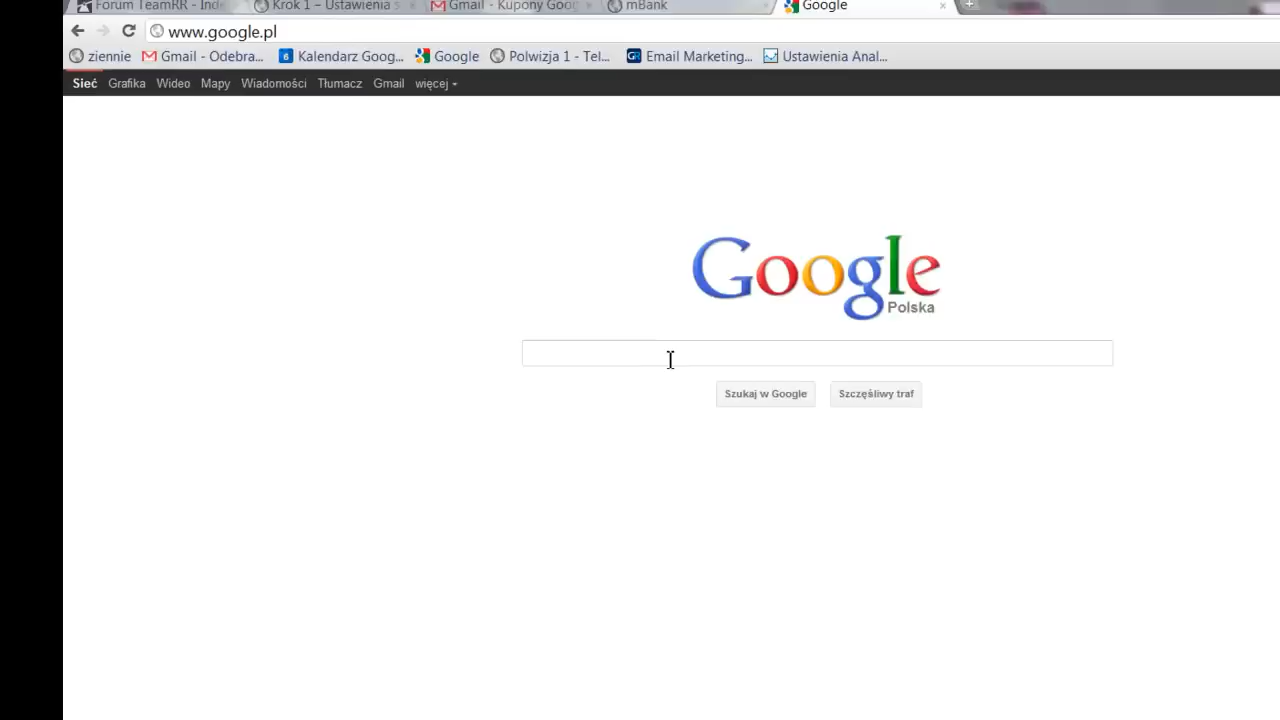 Forum TeamRR - Inde
Krok 1 – Ustawienia s
Gmail - Kupony Goog
mBank
Google
www.google.pl
ziennie
Gmail - Odebra...
Kalendarz Goog...
Google
Polwizja 1 - Tel...
Email Marketing...
Ustawienia Anal...
Sieć Grafika Wideo Mapy Wiadomości Tłumacz Gmail więcej
Google
Polska
Szukaj w Google
Szczęśliwy traf